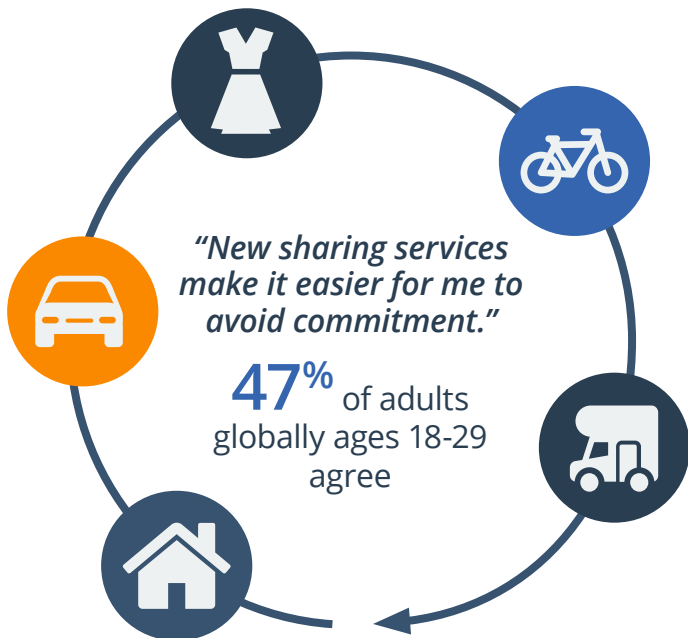 “New sharing services
make it easier for me to
avoid commitment.”
47% of adults
globally ages 18-29
agree